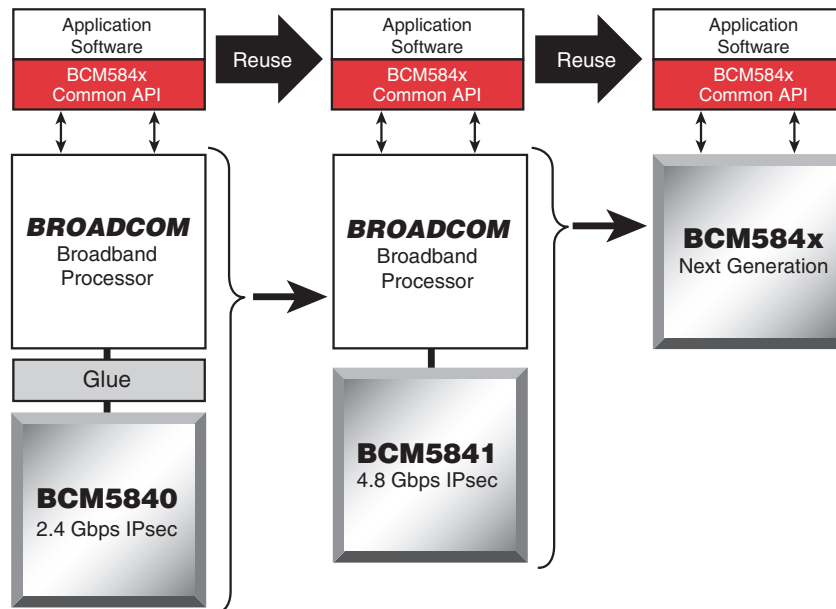 Application
Software
BCM584x
Common API
Reuse
Application
Software
BCM584x
Common API
Reuse
Application
Software
BCM584x
Common API
BROADCOM
Broadband
Processor
Glue
BCM5840
2.4 Gbps IPsec
BROADCOM
Broadband
Processor
BCM5841
4.8 Gbps IPsec
BCM584x
Next Generation